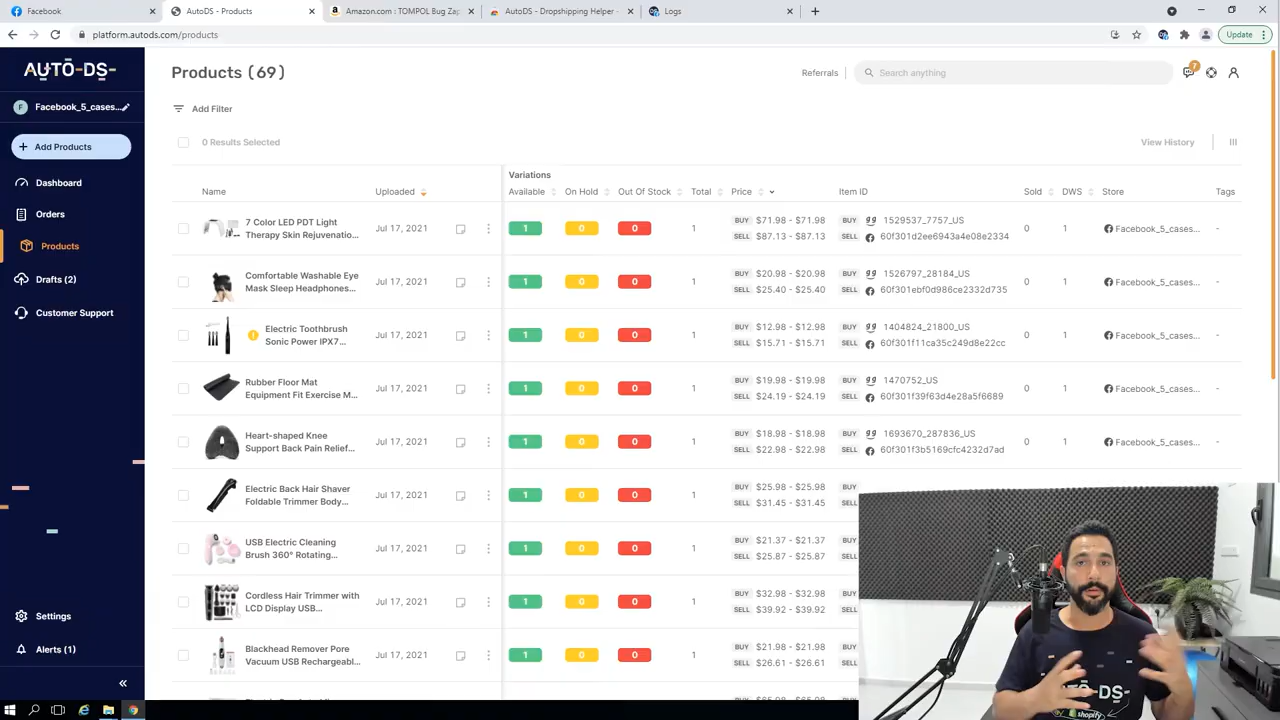 Facebook
AutoDS - Products
Amazon.com : TOMPOL Bug Zap
AutoDS - Dropshipping Helper -
Logs
platform.autods.com/products
Update
AUTO-DS-
F Facebook_5_cases...
Add Products
Dashboard
Orders
Products
Drafts (2)
Customer Support
Settings
Alerts (1)
Products (69)
Referrals
Search anything
7
Add Filter
0 Results Selected
View History
Variations
Name Uploaded Available On Hold Out Of Stock Total Price Item ID Sold DWS Store Tags
7 Color LED PDT Light
Therapy Skin Rejuvenatio...
Jul 17, 2021 1 0 0 1
BUY $71.98 - $71.98 BUY 1529537_7757_US
SELL $87.13 - $87.13 SELL 60f301d2ee6943a4e08e2334
0 1 Facebook_5_cases... -
Comfortable Washable Eye
Mask Sleep Headphones...
Jul 17, 2021 1 0 0 1
BUY $20.98 - $20.98 BUY 1526797_28184_US
SELL $25.40 - $25.40 SELL 60f301ebf0d986ce2332d735
0 1 Facebook_5_cases... -
Electric Toothbrush
Sonic Power IPX7...
Jul 17, 2021 1 0 0 1
BUY $12.98 - $12.98 BUY 1404824_21800_US
SELL $15.71 - $15.71 SELL 60f301f11ca35c249d8e22cc
0 1 Facebook_5_cases... -
Rubber Floor Mat
Equipment Fit Exercise M...
Jul 17, 2021 1 0 0 1
BUY $19.98 - $19.98 BUY 1470752_US
SELL $24.19 - $24.19 SELL 60f301f39f63d4e28a5f6689
0 1 Facebook_5_cases... -
Heart-shaped Knee
Support Back Pain Relief...
Jul 17, 2021 1 0 0 1
BUY $18.98 - $18.98 BUY 1693670_287836_US
SELL $22.98 - $22.98 SELL 60f301f3b5169cfc4232d7ad
0 1 Facebook_5_cases... -
Electric Back Hair Shaver
Foldable Trimmer Body...
Jul 17, 2021 1 0 0 1
BUY $25.98 - $25.98 BUY
SELL $31.45 - $31.45 SELL
USB Electric Cleaning
Brush 360° Rotating...
Jul 17, 2021 1 0 0 1
BUY $21.37 - $21.37 BUY
SELL $25.87 - $25.87 SELL
Cordless Hair Trimmer with
LCD Display USB...
Jul 17, 2021 1 0 0 1
BUY $32.98 - $32.98 BUY
SELL $39.92 - $39.92 SELL
Blackhead Remover Pore
Vacuum USB Rechargeabl...
Jul 17, 2021 1 0 0 1
BUY $21.98 - $21.98 BUY
SELL $26.61 - $26.61 SELL
AUTO-DS-
shopify